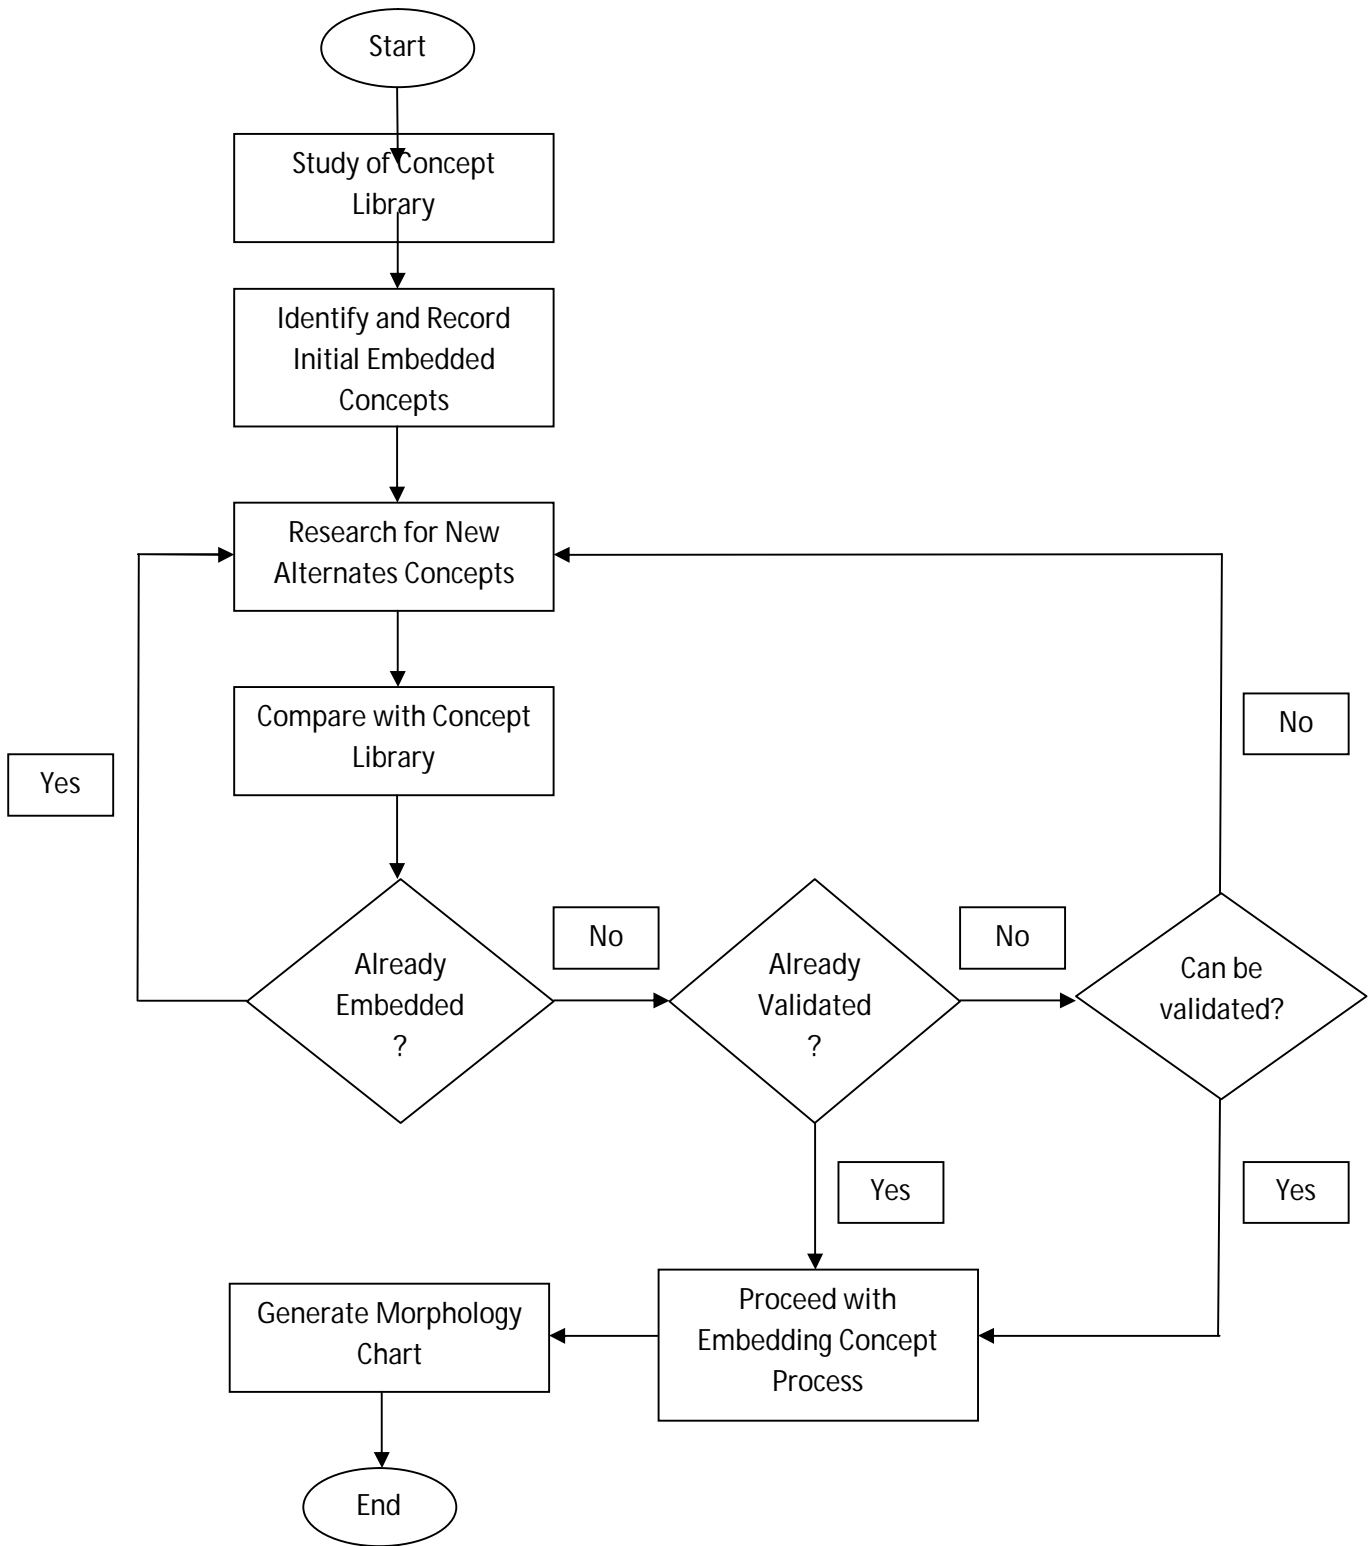 Start
Study of Concept
Library
Identify and Record
Initial Embedded
Concepts
Research for New
Alternates Concepts
Compare with Concept
Library
No
Yes
No
No
Already
Embedded
?
Already
Validated
?
Can be
validated?
Yes
Yes
Generate Morphology
Chart
Proceed with
Embedding Concept
Process
End